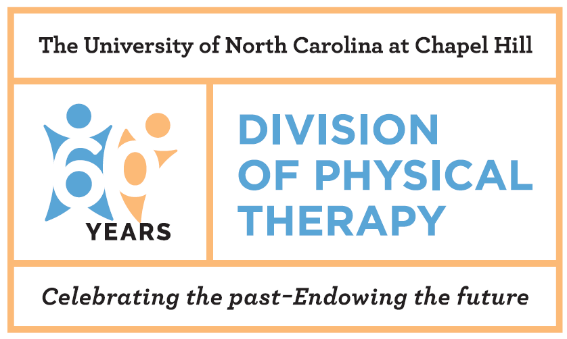 The University of North Carolina at Chapel Hill
60
YEARS
DIVISION
OF PHYSICAL
THERAPY
Celebrating the past-Endowing the future